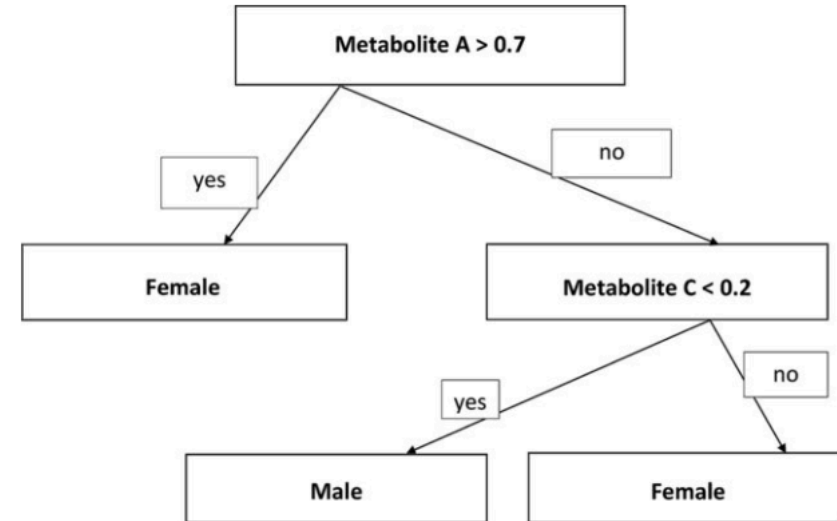 Metabolite A > 0.7
yes
no
Female
Metabolite C < 0.2
yes
no
Male
Female